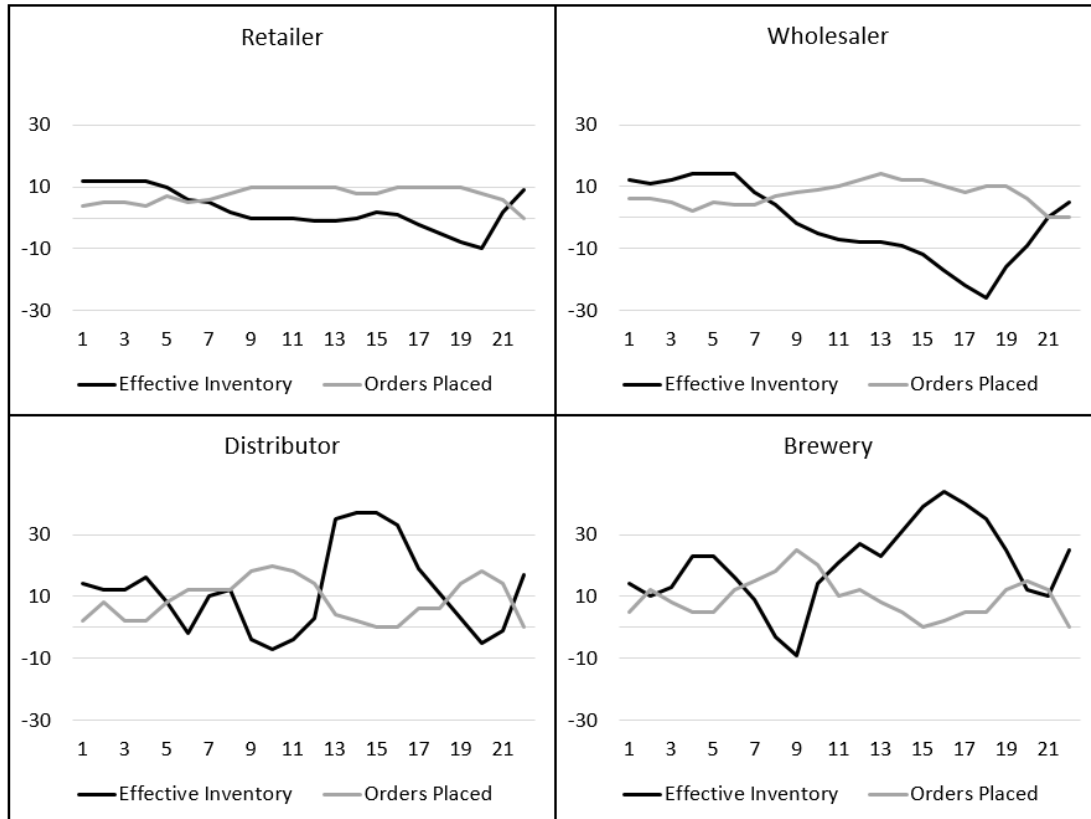 Retailer
30
10
-10
-30
1 3 5 7 9 11 13 15 17 19 21
Effective Inventory Orders Placed
Wholesaler
30
10
-10
-30
1 3 5 7 9 11 13 15 17 19 21
Effective Inventory Orders Placed
Distributor
30
10
-10
-30
1 3 5 7 9 11 13 15 17 19 21
Effective Inventory Orders Placed
Brewery
30
10
-10
-30
1 3 5 7 9 11 13 15 17 19 21
Effective Inventory Orders Placed